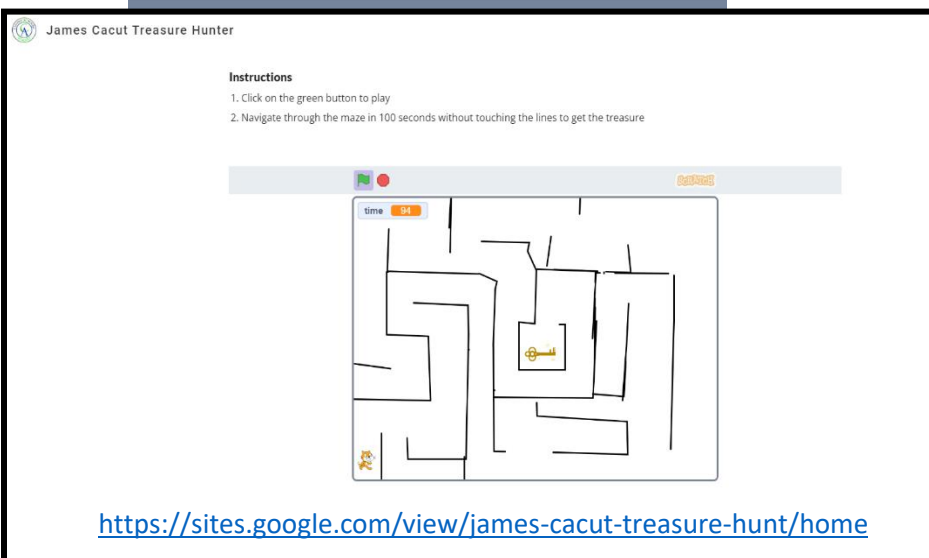 James Cacut Treasure Hunter
Instructions
1. Click on the green button to play
2. Navigate through the maze in 100 seconds without touching the lines to get the treasure
SCRATCH
time 94
https://sites.google.com/view/james-cacut-treasure-hunt/home